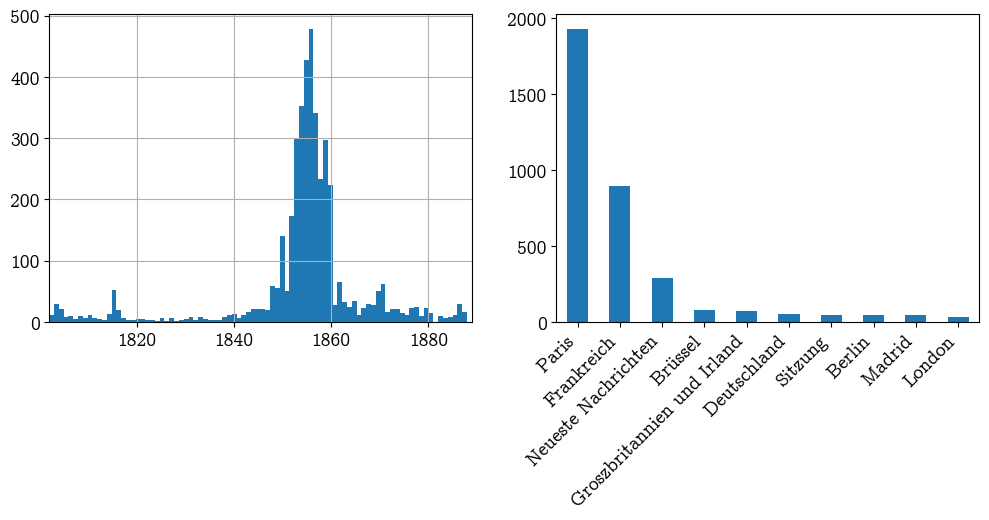 500
400
300
200
100
0
1820 1840 1860 1880
2000
1500
1000
500
0
Paris
Frankreich
Neueste Nachrichten
Brüssel
Groszbritannien und Irland
Deutschland
Sitzung
Berlin
Madrid
London